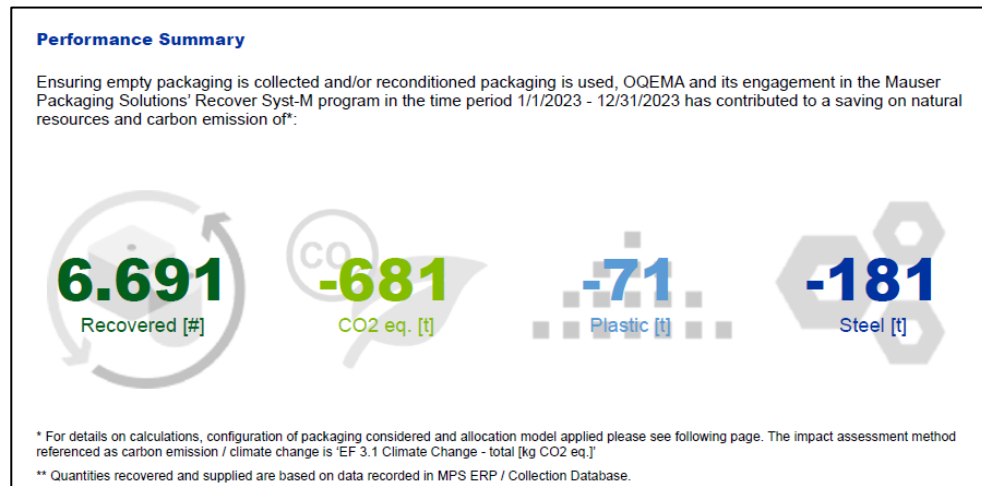 Performance Summary
Ensuring empty packaging is collected and/or reconditioned packaging is used, OQEMA and its engagement in the Mauser
Packaging Solutions’ Recover Syst-M program in the time period 1/1/2023 - 12/31/2023 has contributed to a saving on natural
resources and carbon emission of*:
CO
6.691
Recovered [#]
-681
CO2 eq. [t]
-71
Plastic [t]
-181
Steel [t]
* For details on calculations, configuration of packaging considered and allocation model applied please see following page. The impact assessment method
referenced as carbon emission / climate change is ‘EF 3.1 Climate Change - total [kg CO2 eq.]’
** Quantities recovered and supplied are based on data recorded in MPS ERP / Collection Database.